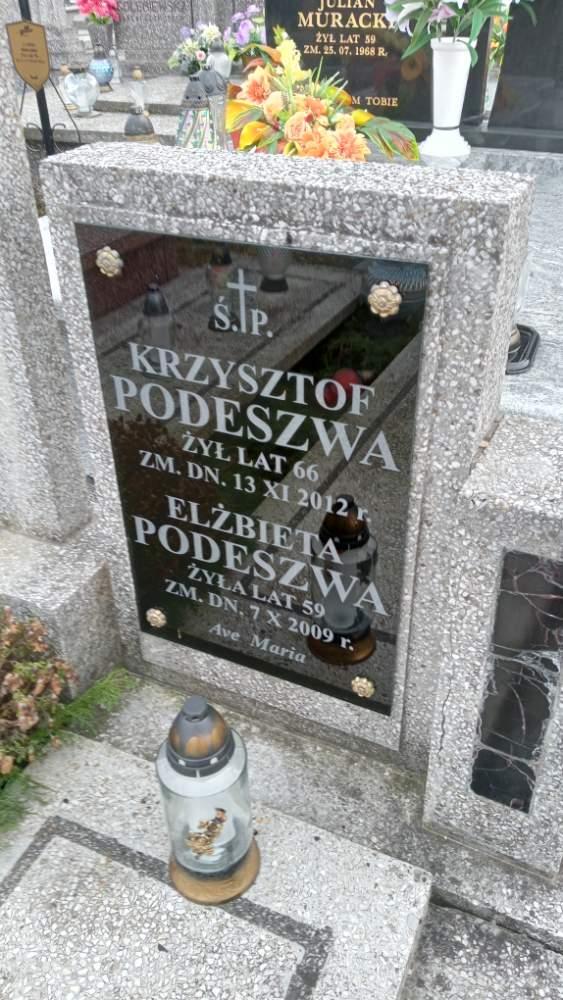 JULIAN
MURACKI
ŻYŁ LAT 59
ZM. 25. 07. 1968 R.
TOBIE
Ś. P.
KRZYSZTOF
PODESZWA
ŻYŁ LAT 66
ZM. DN. 13 XI 2012 r.
ELŻBIETA
PODESZWA
ŻYŁA LAT 59
ZM. DN. 7 X 2009 r.
Ave Maria